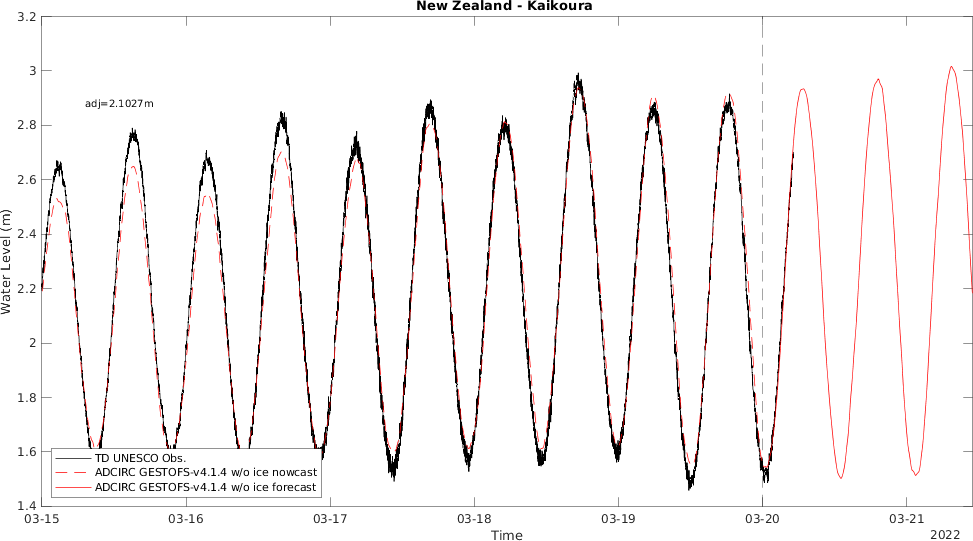 New Zealand - Kaikoura
3.2
3
2.8
2.6
2.4
2.2
2
1.8
1.6
1.4
Water Level (m)
adj=2.1027m
TD UNESCO Obs.
ADCIRC GESTOFS-v4.1.4 w/o ice nowcast
ADCIRC GESTOFS-v4.1.4 w/o ice forecast
03-15 03-16 03-17 03-18 03-19 03-20 03-21
Time
2022